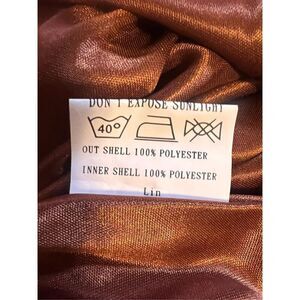 DON'T EXPOSE SUNLIGHT
40°
OUT SHELL 100% POLYESTER
INNER SHELL 100% POLYESTER
Lin